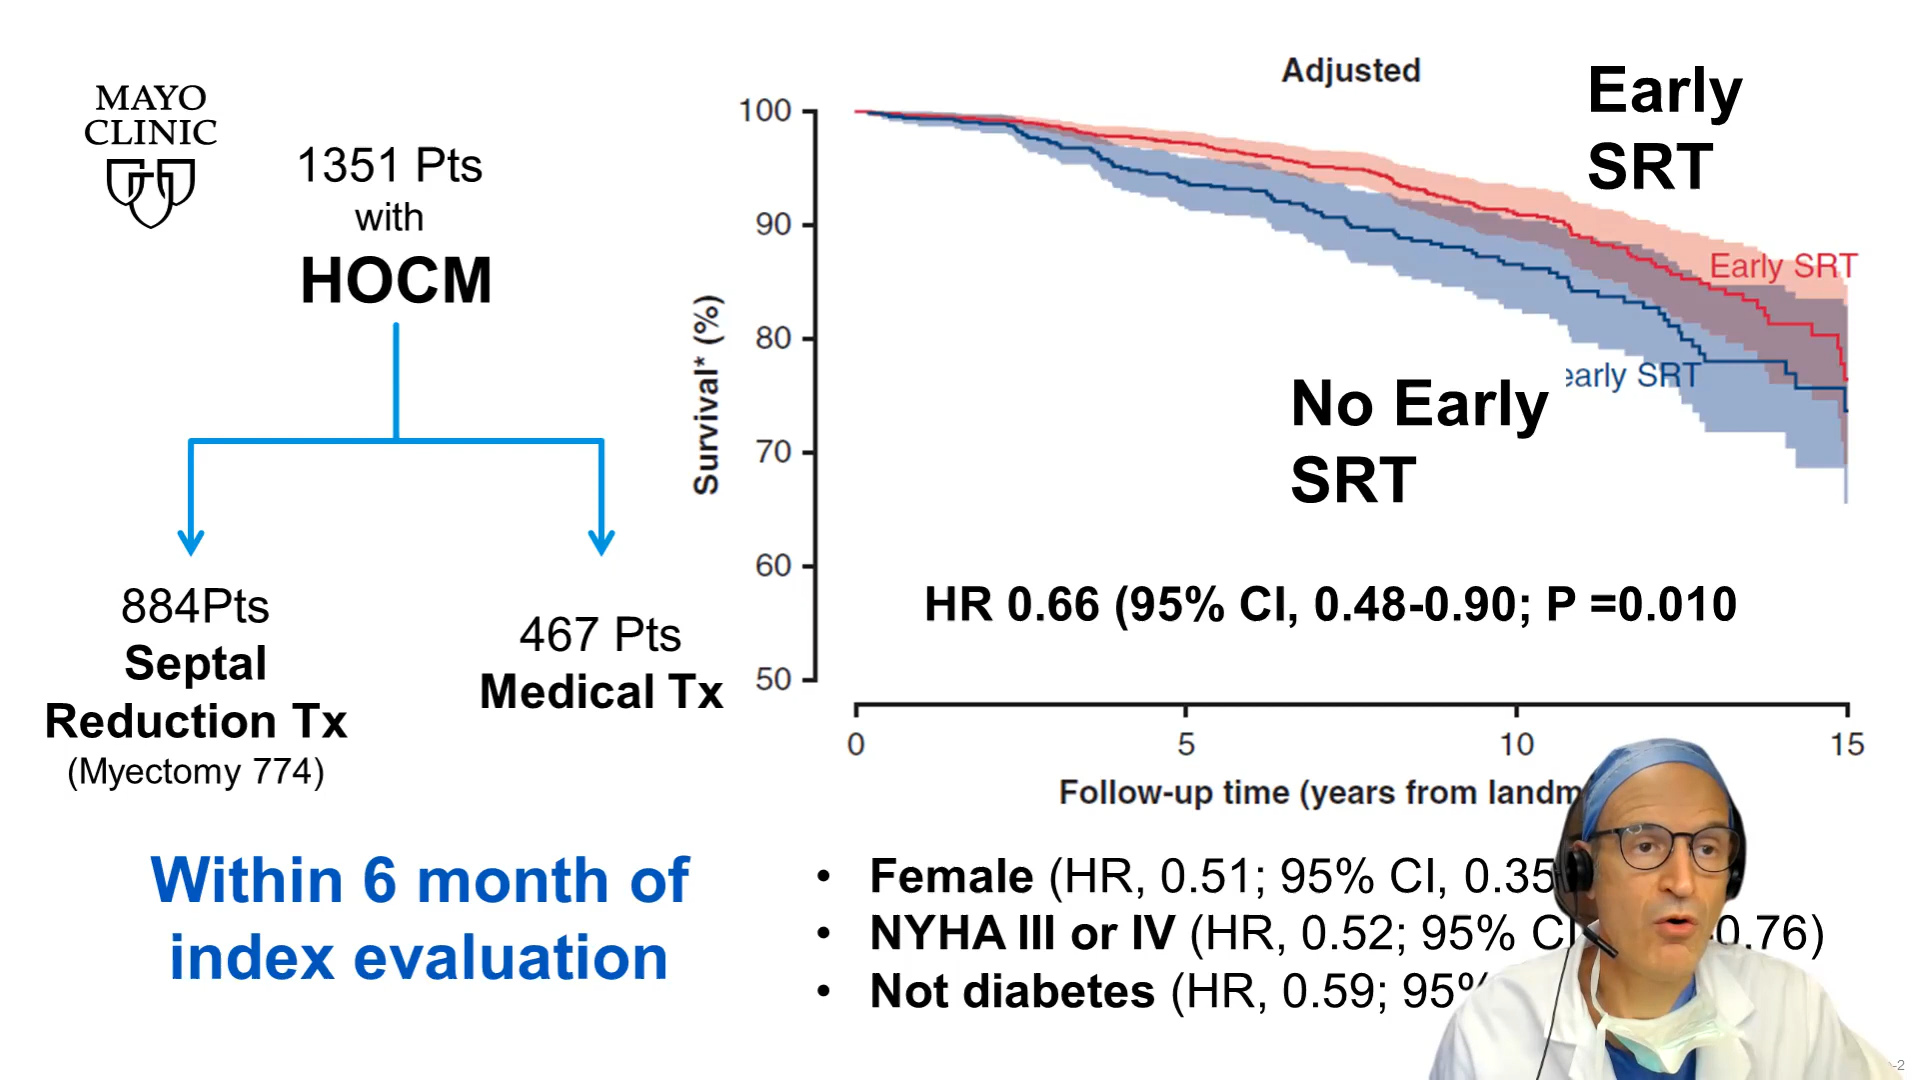 MAYO
CLINIC
1351 Pts
with
HOCM
884Pts
Septal
Reduction Tx
(Myectomy 774)
467 Pts
Medical Tx
Within 6 month of
index evaluation
Adjusted
Early
SRT
Early SRT
early SRT
No Early
SRT
HR 0.66 (95% CI, 0.48-0.90; P =0.010
Survival* (%)
100
90
80
70
60
50
0 5 10 15
Follow-up time (years from
• Female (HR, 0.51; 95% CI, 0.35
• NYHA III or IV (HR, 0.52; 95% CI 0.76)
• Not diabetes (HR, 0.59; 95%
-2